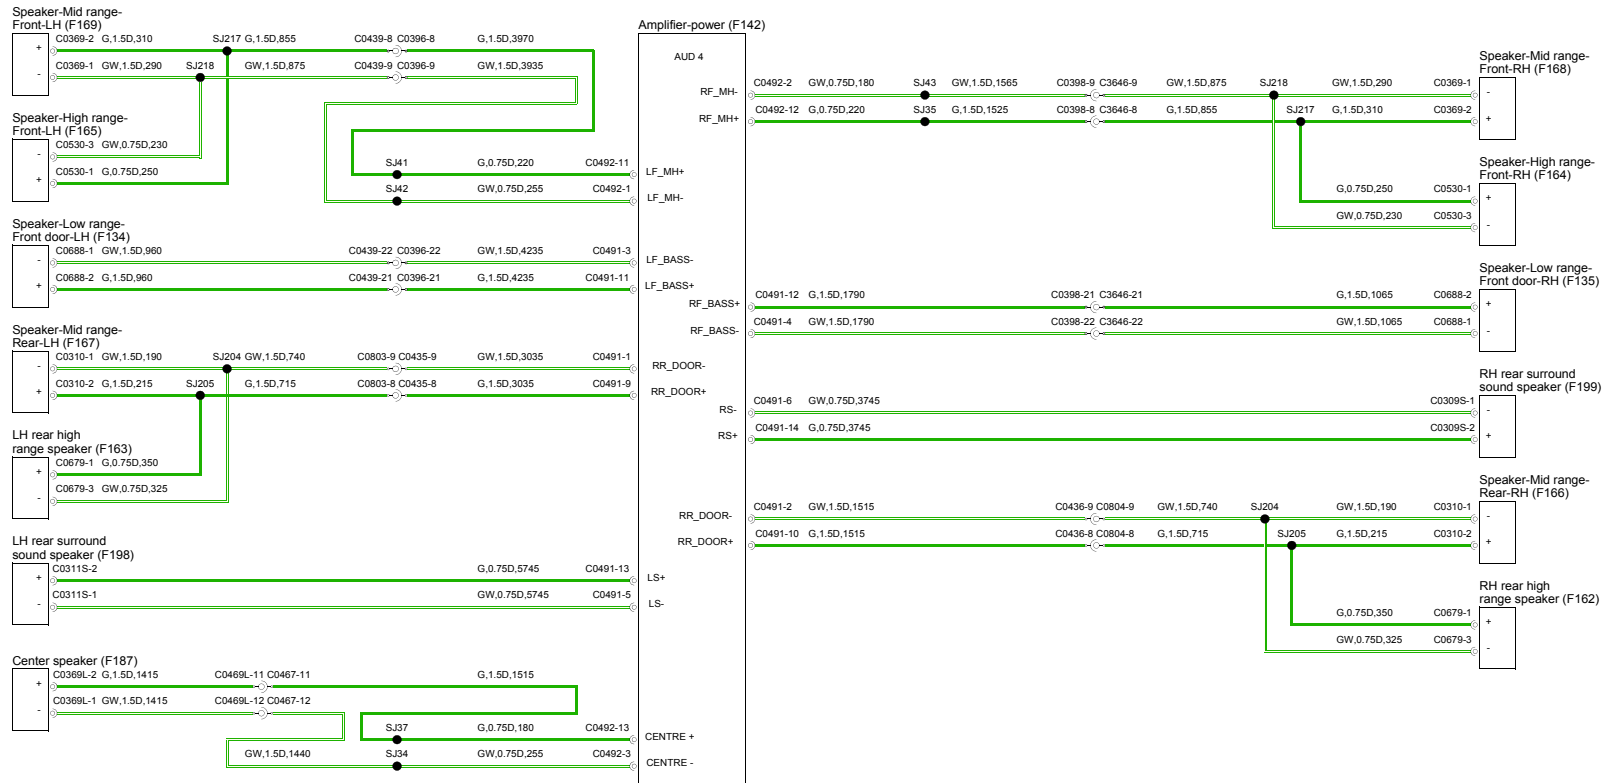 Speaker-Mid range-
Front-LH (F169)
+
C0369-2 G,1.5D,310 SJ217 G,1.5D,855 C0439-8 C0396-8 G,1.5D,3970
-
C0369-1 GW,1.5D,290 SJ218 GW,1.5D,875 C0439-9 C0396-9 GW,1.5D,3935
Speaker-High range-
Front-LH (F165)
-
C0530-3 GW,0.75D,230
+
C0530-1 G,0.75D,250
SJ41 G,0.75D,220 C0492-11
SJ42 GW,0.75D,255 C0492-1
Speaker-Low range-
Front door-LH (F134)
-
C0688-1 GW,1.5D,960 C0439-22 C0396-22 GW,1.5D,4235 C0491-3
+
C0688-2 G,1.5D,960 C0439-21 C0396-21 G,1.5D,4235 C0491-11
Speaker-Mid range-
Rear-LH (F167)
-
C0310-1 GW,1.5D,190 SJ204 GW,1.5D,740 C0803-9 C0435-9 GW,1.5D,3035 C0491-1
+
C0310-2 G,1.5D,215 SJ205 G,1.5D,715 C0803-8 C0435-8 G,1.5D,3035 C0491-9
LH rear high
range speaker (F163)
+
C0679-1 G,0.75D,350
-
C0679-3 GW,0.75D,325
LH rear surround
sound speaker (F198)
+
C0311S-2 G,0.75D,5745 C0491-13
-
C0311S-1 GW,0.75D,5745 C0491-5
Center speaker (F187)
+
C0369L-2 G,1.5D,1415 C0469L-11 C0467-11 G,1.5D,1515
-
C0369L-1 GW,1.5D,1415 C0469L-12 C0467-12
SJ37 G,0.75D,180 C0492-13
GW,1.5D,1440 SJ34 GW,0.75D,255 C0492-3
Amplifier-power (F142)
AUD 4
RF_MH-
RF_MH+
LF_MH+
LF_MH-
LF_BASS-
LF_BASS+
RF_BASS+
RF_BASS-
RR_DOOR-
RR_DOOR+
RS-
RS+
RR_DOOR-
RR_DOOR+
LS+
LS-
CENTRE +
CENTRE -
Speaker-Mid range-
Front-RH (F168)
C0492-2 GW,0.75D,180 SJ43 GW,1.5D,1565 C0398-9 C3646-9 GW,1.5D,875 SJ218 GW,1.5D,290 C0369-1
-
C0492-12 G,0.75D,220 SJ35 G,1.5D,1525 C0398-8 C3646-8 G,1.5D,855 SJ217 G,1.5D,310 C0369-2
+
Speaker-High range-
Front-RH (F164)
G,0.75D,250 C0530-1
+
GW,0.75D,230 C0530-3
-
Speaker-Low range-
Front door-RH (F135)
C0491-12 G,1.5D,1790 C0398-21 C3646-21 G,1.5D,1065 C0688-2
+
C0491-4 GW,1.5D,1790 C0398-22 C3646-22 GW,1.5D,1065 C0688-1
-
RH rear surround
sound speaker (F199)
C0491-6 GW,0.75D,3745 C0309S-1
-
C0491-14 G,0.75D,3745 C0309S-2
+
Speaker-Mid range-
Rear-RH (F166)
C0491-2 GW,1.5D,1515 C0436-9 C0804-9 GW,1.5D,740 SJ204 GW,1.5D,190 C0310-1
-
C0491-10 G,1.5D,1515 C0436-8 C0804-8 G,1.5D,715 SJ205 G,1.5D,215 C0310-2
+
RH rear high
range speaker (F162)
G,0.75D,350 C0679-1
+
GW,0.75D,325 C0679-3
-